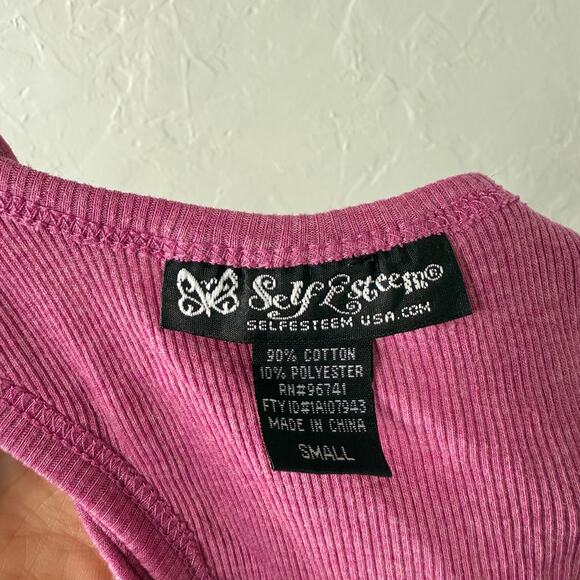 Self Esteem®
SELFESTEEM USA.COM
90% COTTON
10% POLYESTER
RN#96741
FTY ID#1A107943
MADE IN CHINA
SMALL